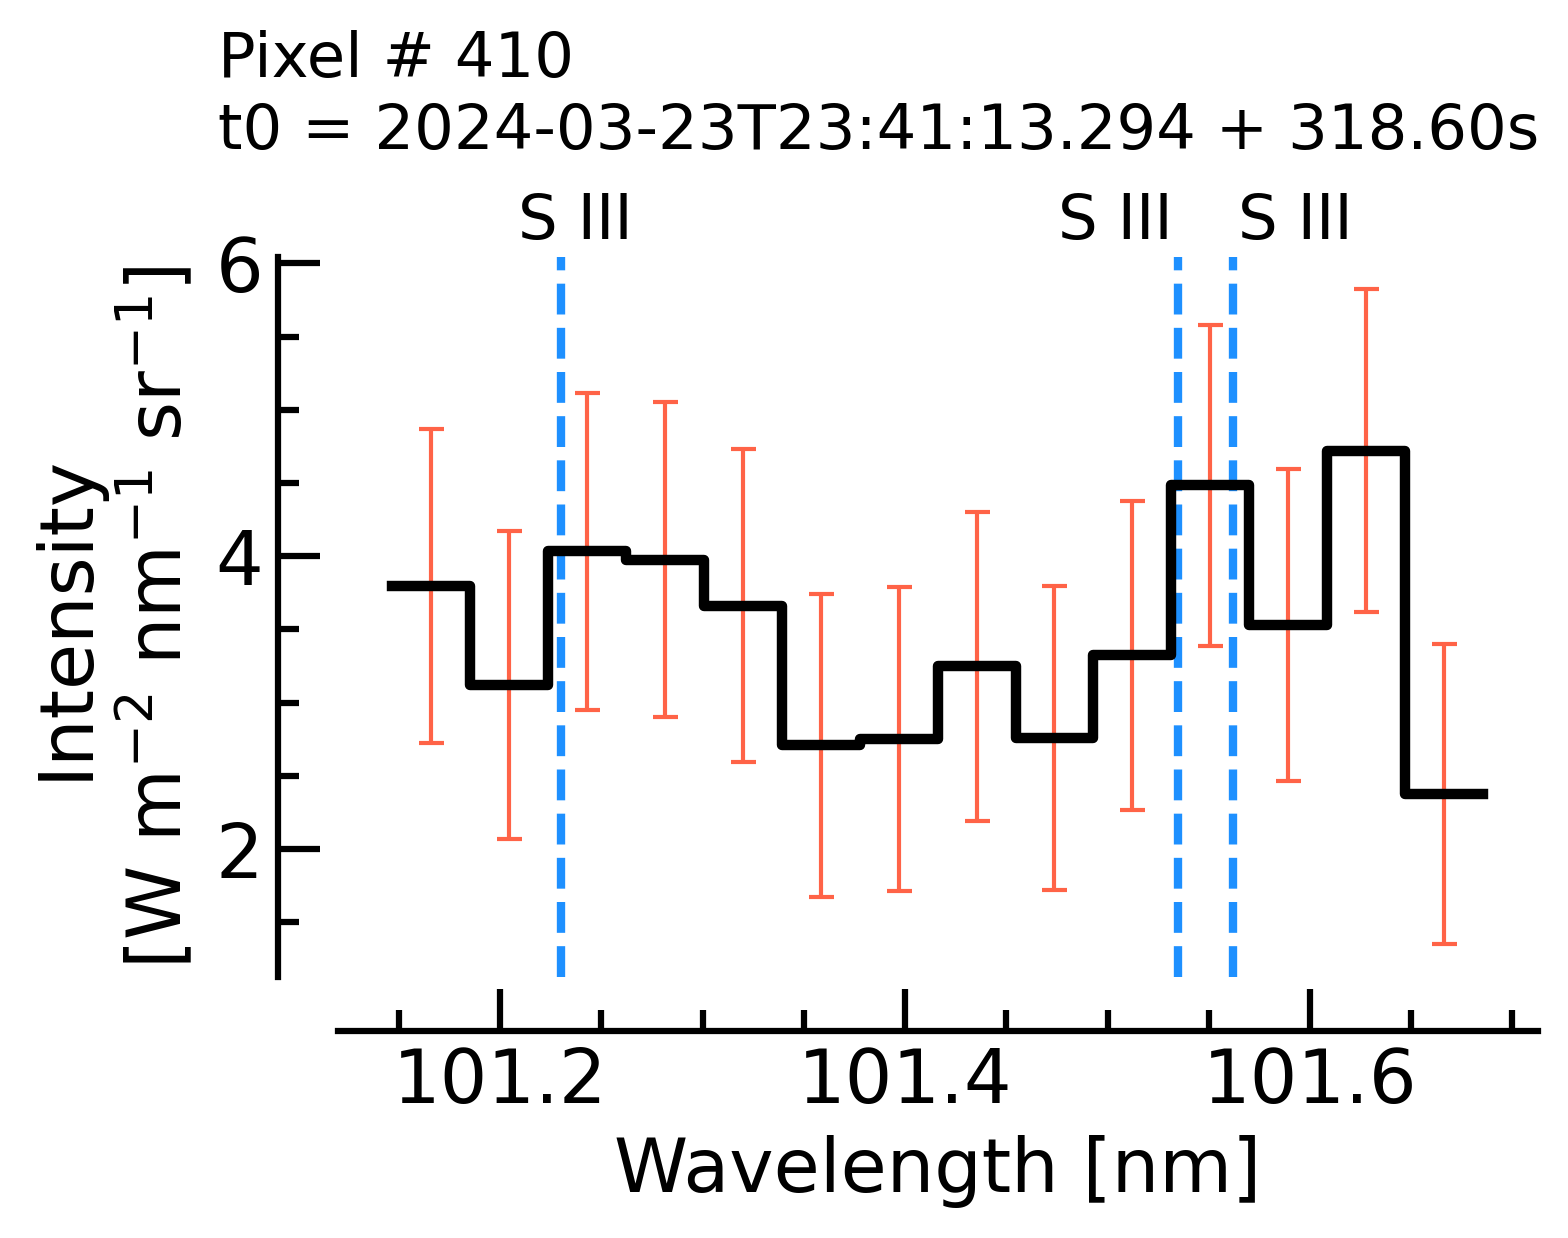 Pixel # 410
t0 = 2024-03-23T23:41:13.294 + 318.60s
S III S III S III
Intensity
[W m⁻² nm⁻¹ sr⁻¹]
6
4
2
101.2 101.4 101.6
Wavelength [nm]